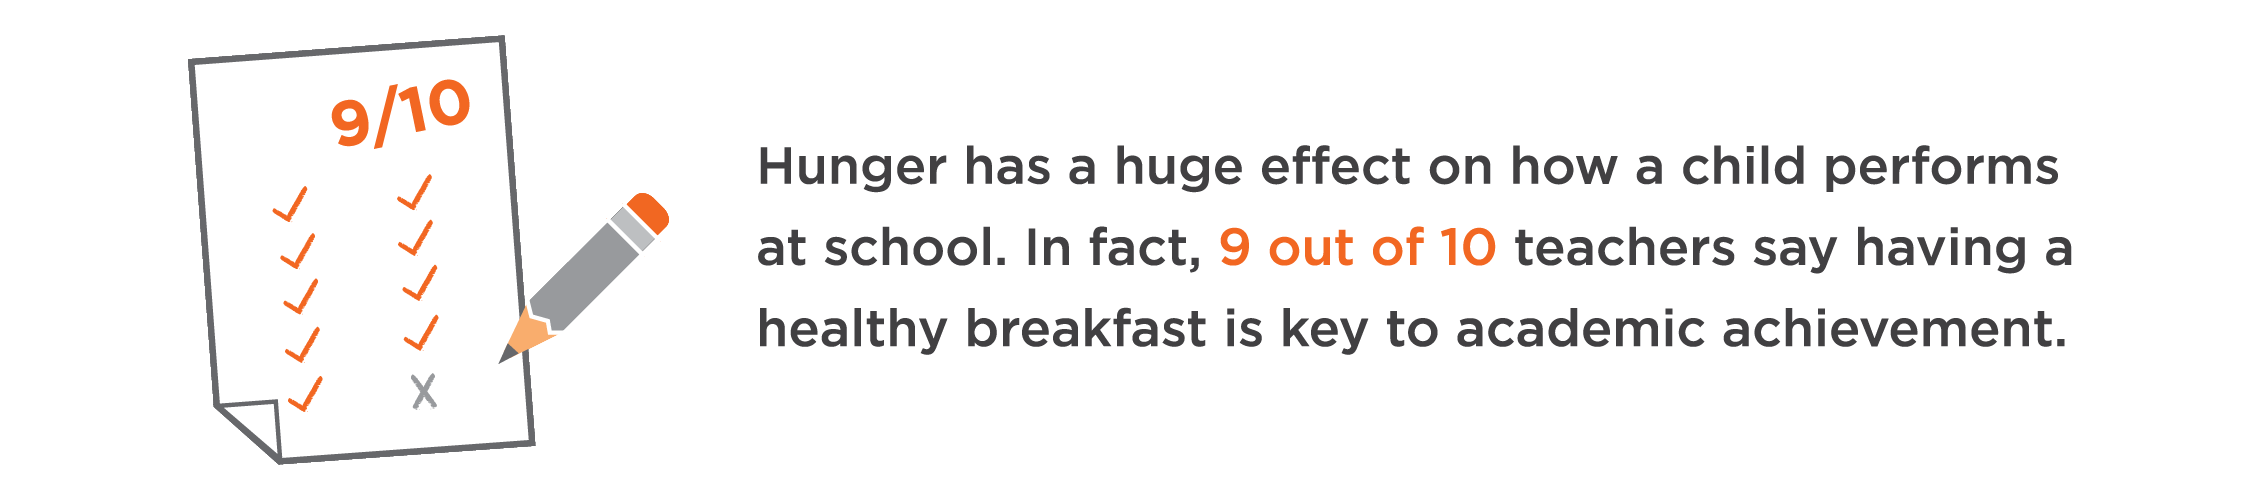 9/10
Hunger has a huge effect on how a child performs
at school. In fact, 9 out of 10 teachers say having a
healthy breakfast is key to academic achievement.